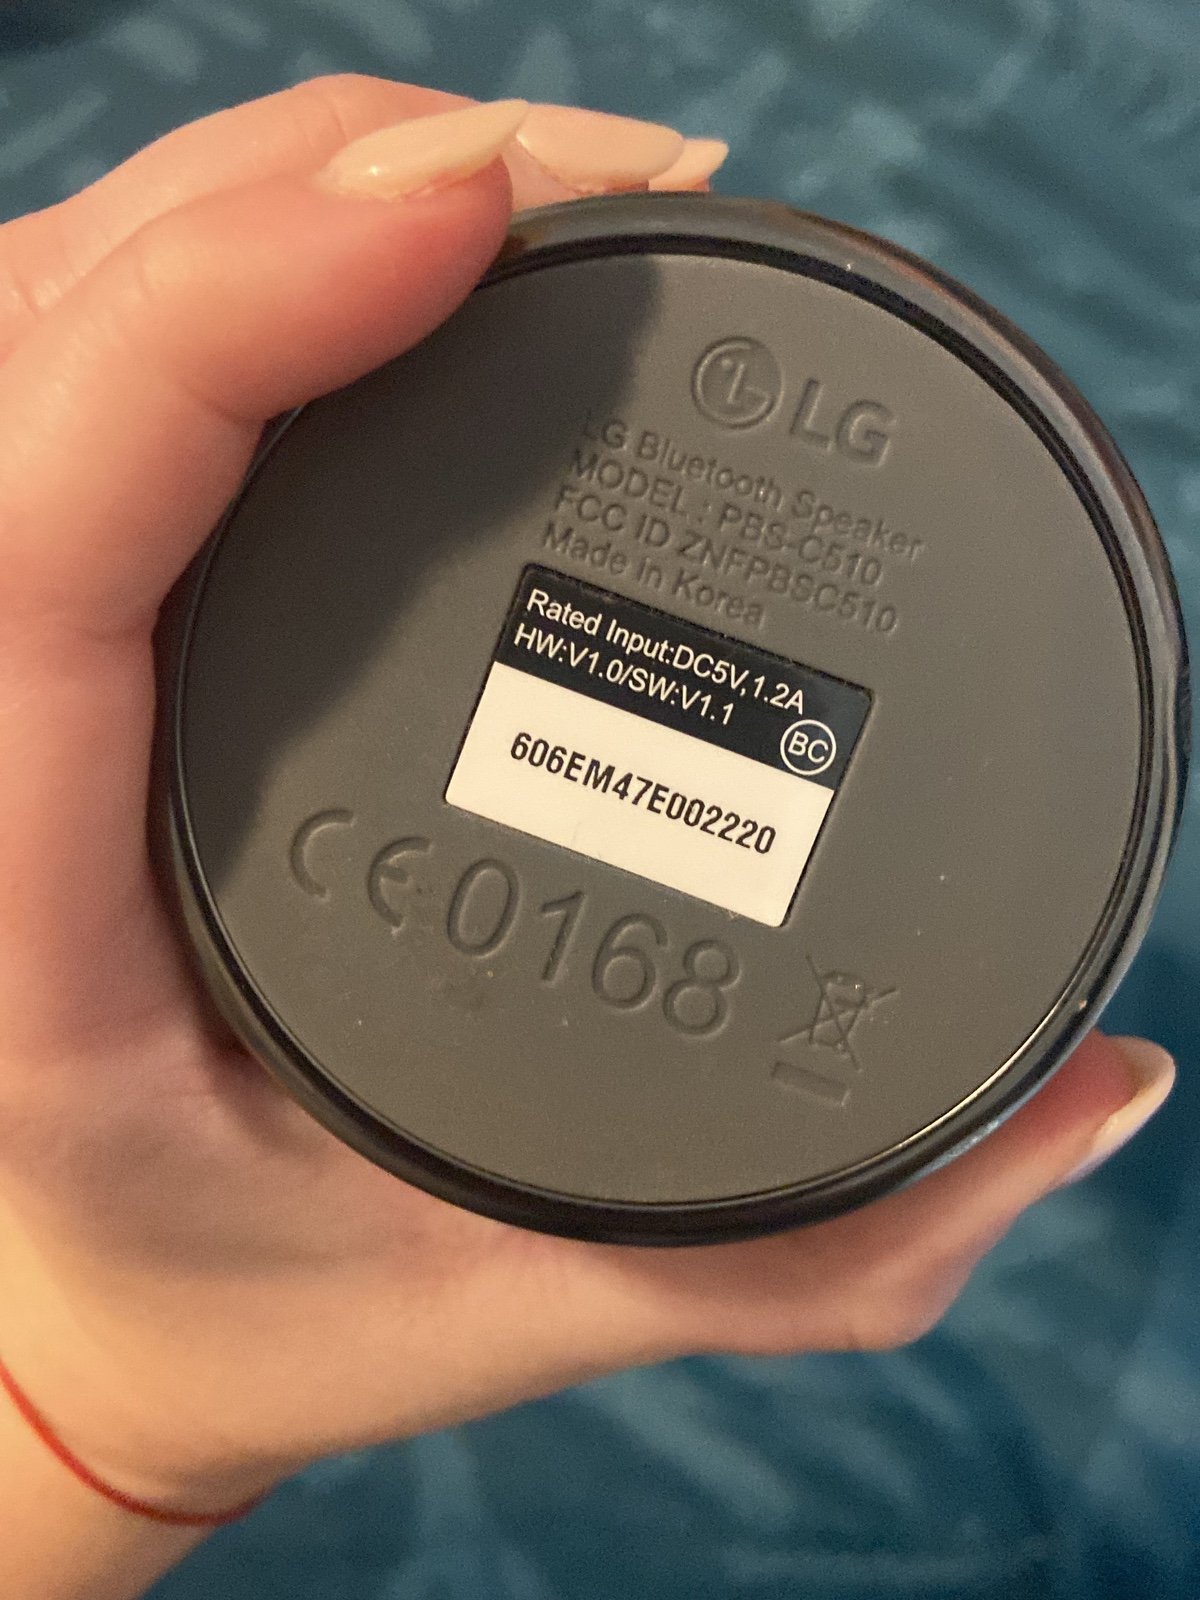 LG
LG Bluetooth Speaker
MODEL : PBS-C510
FCC ID ZNFPBSC510
Made in Korea
Rated Input:DC5V,1.2A
HW:V1.0/SW:V1.1
BC
606EM47E002220
CE0168